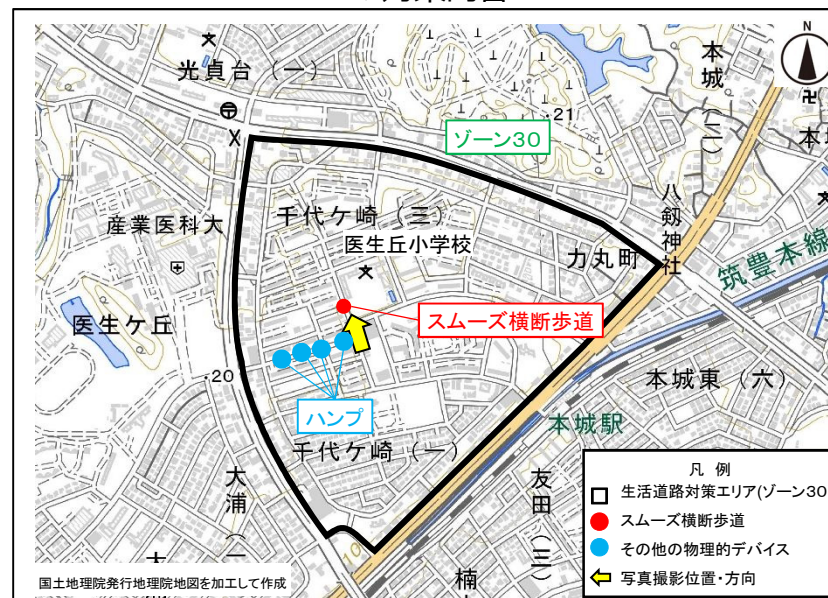 光貞台（一）
本城（二）
N
本城
.21
ゾーン30
産業医科大
千代ケ崎（三）
医生丘小学校
力丸町
八剱神社
筑豊本線
医生ケ丘
スムーズ横断歩道
.20
ハンプ
本城東（六）
本城駅
千代ケ崎（一）
大浦（一
友田（三）
10
楠
国土地理院発行地理院地図を加工して作成
凡 例
生活道路対策エリア(ゾーン30
スムーズ横断歩道
その他の物理的デバイス
写真撮影位置・方向